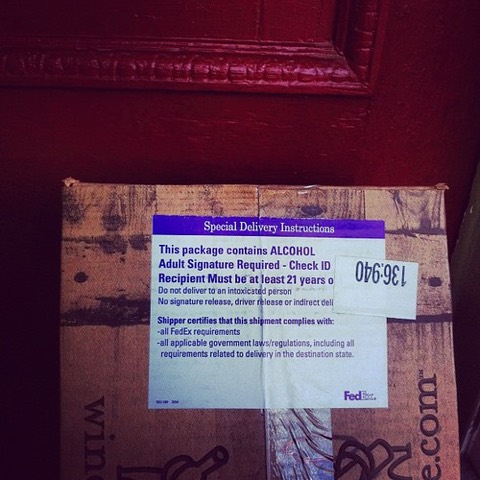 Special Delivery Instructions
This package contains ALCOHOL
Adult Signature Required - Check ID
Recipient Must be at least 21 years o
Do not deliver to an intoxicated person
No signature release, driver release or indirect deli
136.940
Shipper certifies that this shipment complies with:
-all FedEx requirements
-all applicable government laws/regulations, including all
requirements related to delivery in the destination state.
FedEx
wine
e.com